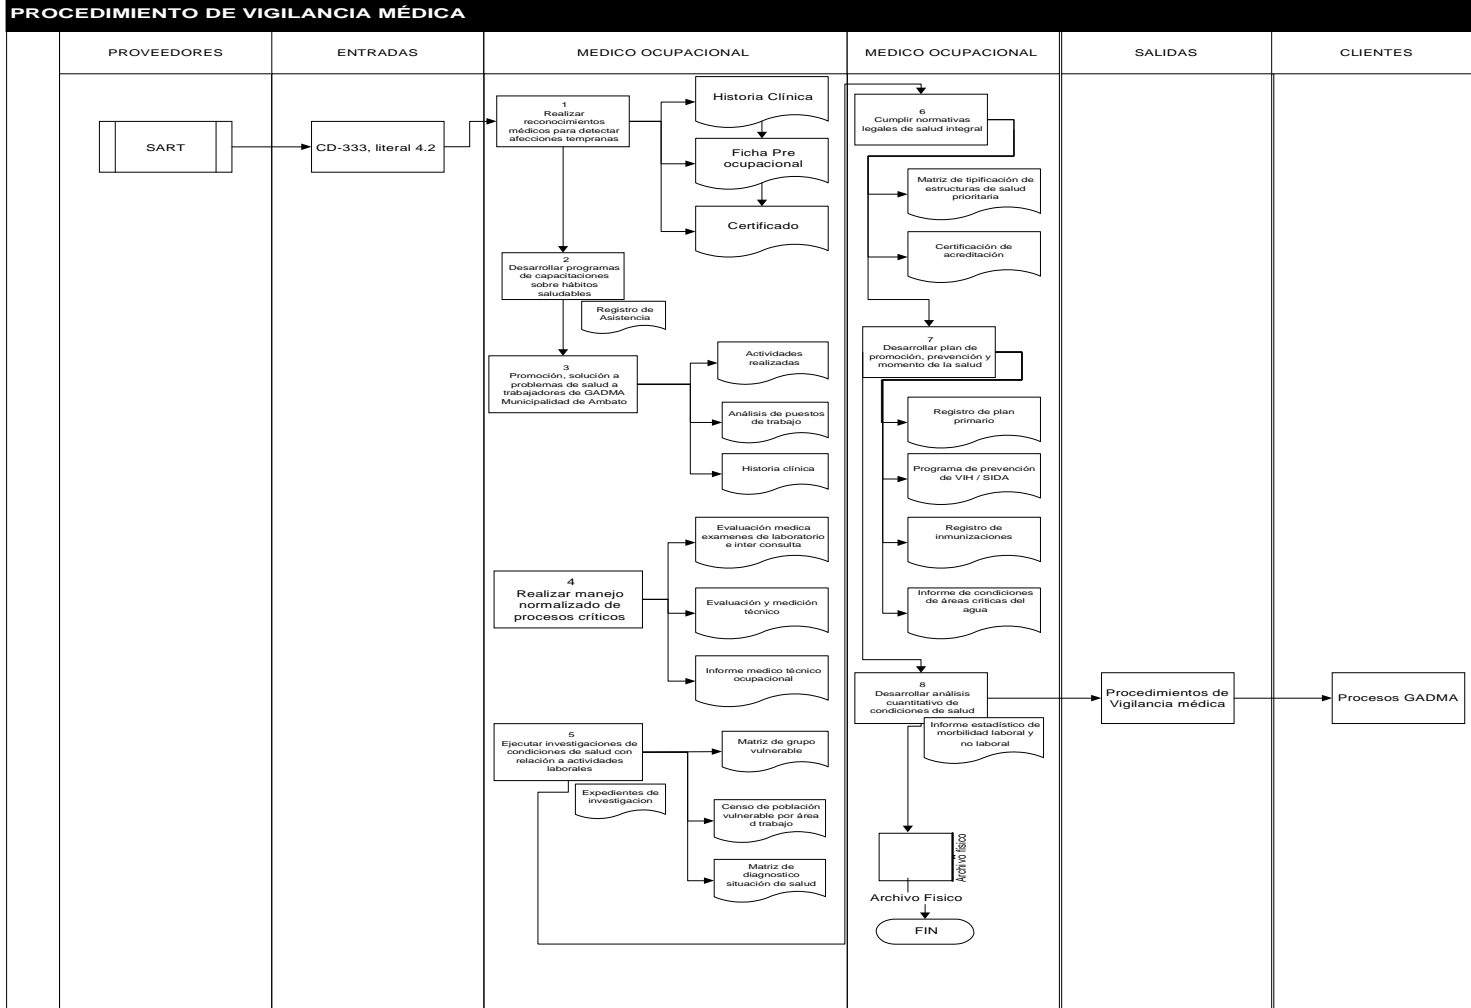 PROCEDIMIENTO DE VIGILANCIA MÉDICA
PROVEEDORES
ENTRADAS
MEDICO OCUPACIONAL
MEDICO OCUPACIONAL
SALIDAS
CLIENTES
SART
CD-333, literal 4.2
1
Realizar
reconocimientos
médicos para detectar
afecciones tempranas
Historia Clínica
Ficha Pre
ocupacional
Certificado
2
Desarrollar programas
de capacitaciones
sobre hábitos
saludables
Registro de
Asistencia
3
Promoción, solución a
problemas de salud a
trabajadores de GADMA
Municipalidad de Ambato
Actividades
realizadas
Análisis de puestos
de trabajo
Historia clínica
4
Realizar manejo
normalizado de
procesos críticos
Evaluación medica
examenes de laboratorio
e inter consulta
Evaluación y medición
técnico
Informe medico técnico
ocupacional
5
Ejecutar investigaciones de
condiciones de salud con
relación a actividades
laborales
Expedientes de
investigacion
Matriz de grupo
vulnerable
Censo de población
vulnerable por área
d trabajo
Matriz de
diagnostico
situación de salud
6
Cumplir normativas
legales de salud integral
Matriz de tipificación de
estructuras de salud
prioritaria
Certificación de
acreditación
7
Desarrollar plan de
promoción, prevención y
momento de la salud
Registro de plan
primario
Programa de prevención
de VIH / SIDA
Registro de
inmunizaciones
Informe de condiciones
de áreas criticas del
agua
8
Desarrollar análisis
cuantitativo de
condiciones de salud
Informe estadístico de
morbilidad laboral y
no laboral
Archivo físico
Archivo Fisico
FIN
Procedimientos de
Vigilancia médica
Procesos GADMA